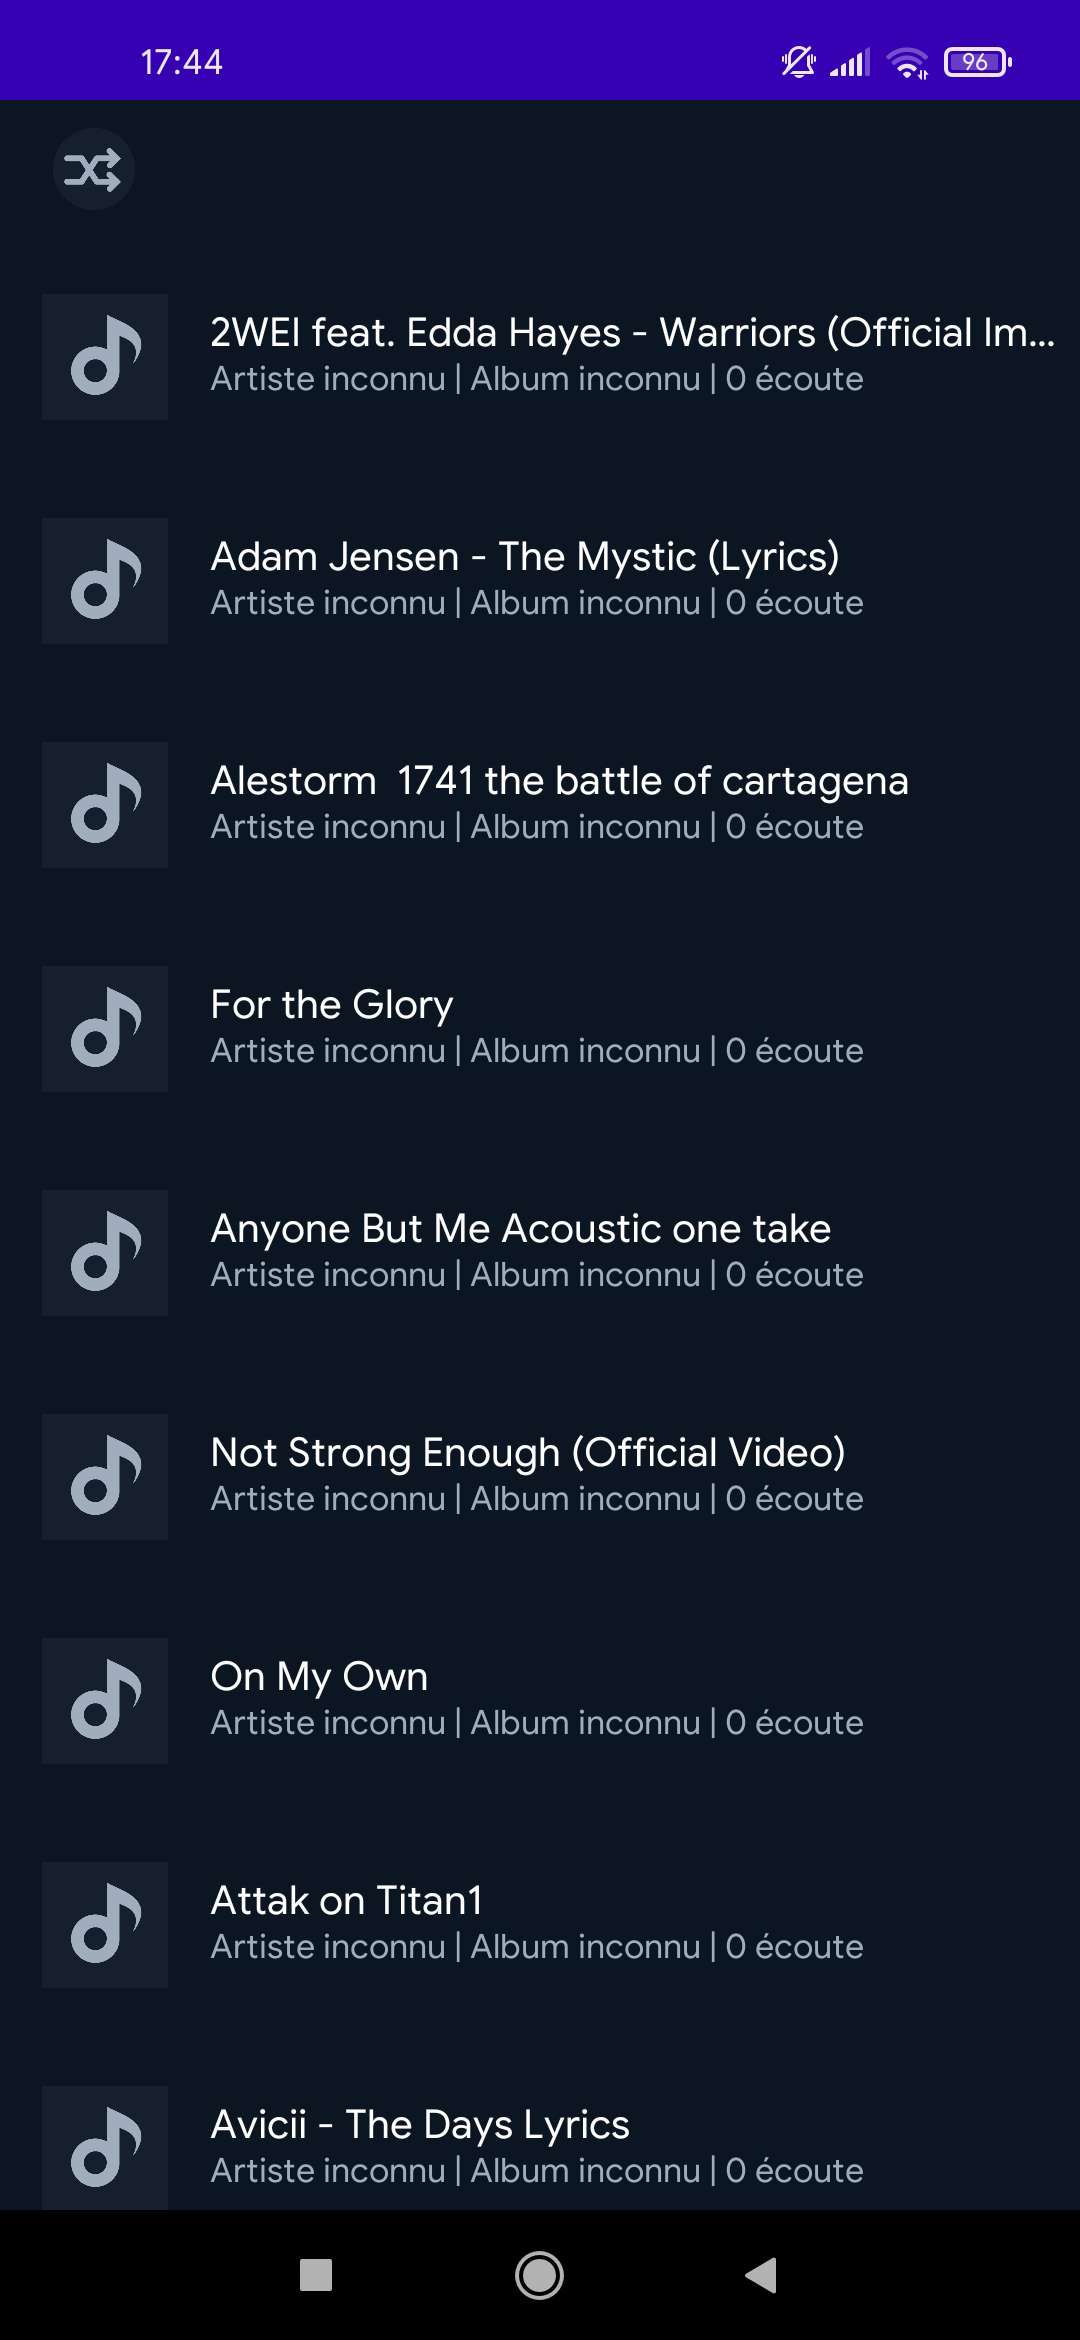 17:44
96
2WEI feat. Edda Hayes - Warriors (Official Im...
Artiste inconnu | Album inconnu | 0 écoute
Adam Jensen - The Mystic (Lyrics)
Artiste inconnu | Album inconnu | 0 écoute
Alestorm  1741 the battle of cartagena
Artiste inconnu | Album inconnu | 0 écoute
For the Glory
Artiste inconnu | Album inconnu | 0 écoute
Anyone But Me Acoustic one take
Artiste inconnu | Album inconnu | 0 écoute
Not Strong Enough (Official Video)
Artiste inconnu | Album inconnu | 0 écoute
On My Own
Artiste inconnu | Album inconnu | 0 écoute
Attak on Titan1
Artiste inconnu | Album inconnu | 0 écoute
Avicii - The Days Lyrics
Artiste inconnu | Album inconnu | 0 écoute